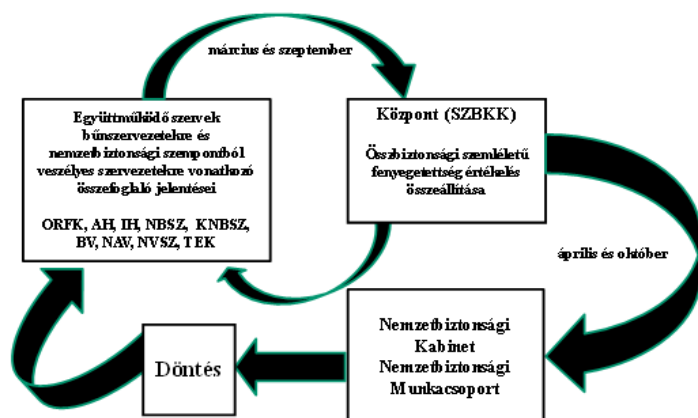 március és szeptember
Együttműködő szervek
bűnszervezetekre és
nemzetbiztonsági szempontból
veszélyes szervezetekre vonatkozó
összefoglaló jelentései
ORFK, AH, IH, NBSZ, KNBSZ,
BV, NAV, NVSZ, TEK
Központ (SZBKK)
Összbiztonsági szemléletű
fenyegetettség értékelés
összeállítása
április és október
Nemzetbiztonsági
Kabinet
Nemzetbiztonsági
Munkacsoport
Döntés